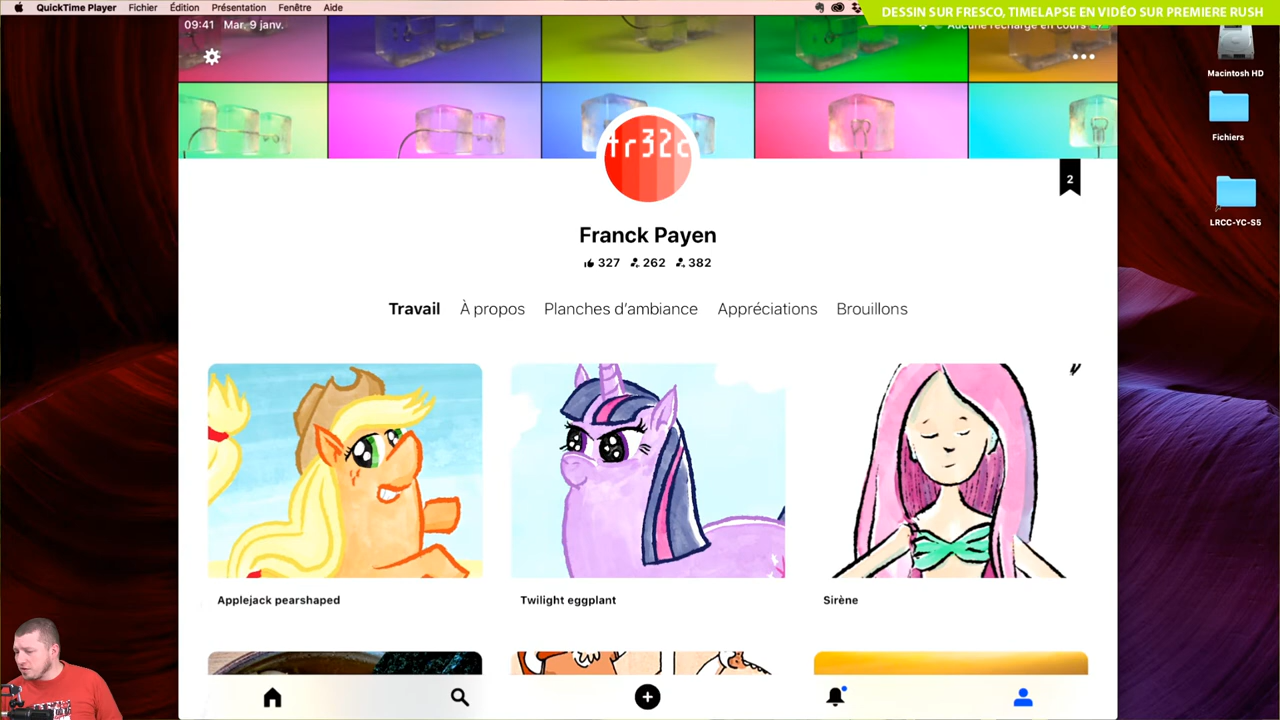 QuickTime Player Fichier Édition Présentation Fenêtre Aide
DESSIN SUR FRESCO, TIMELAPSE EN VIDÉO SUR PREMIERE RUSH
09:41 Mar. 9 janv.
Aucune recharge en cours
Macintosh HD
Fichiers
LRCC-YC-S5
tr32c
2
Franck Payen
327 262 382
Travail À propos Planches d’ambiance Appréciations Brouillons
Applejack pearshaped
Twilight eggplant
Sirène